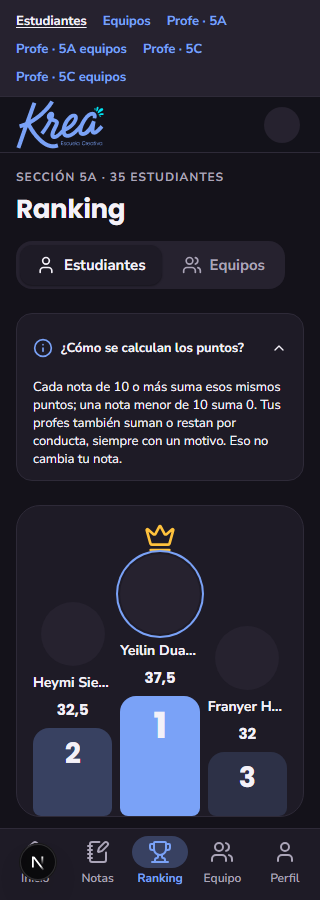 Estudiantes Equipos Profe · 5A
Profe · 5A equipos Profe · 5C
Profe · 5C equipos
Krea
Escuela Creativa
SECCIÓN 5A · 35 ESTUDIANTES
Ranking
Estudiantes Equipos
¿Cómo se calculan los puntos?
Cada nota de 10 o más suma esos mismos
puntos; una nota menor de 10 suma 0. Tus
profes también suman o restan por
conducta, siempre con un motivo. Eso no
cambia tu nota.
Yeilin Dua...
37,5
Heymi Sie...
32,5
Franyer H...
32
1
2
3
N
Notas Ranking Equipo Perfil